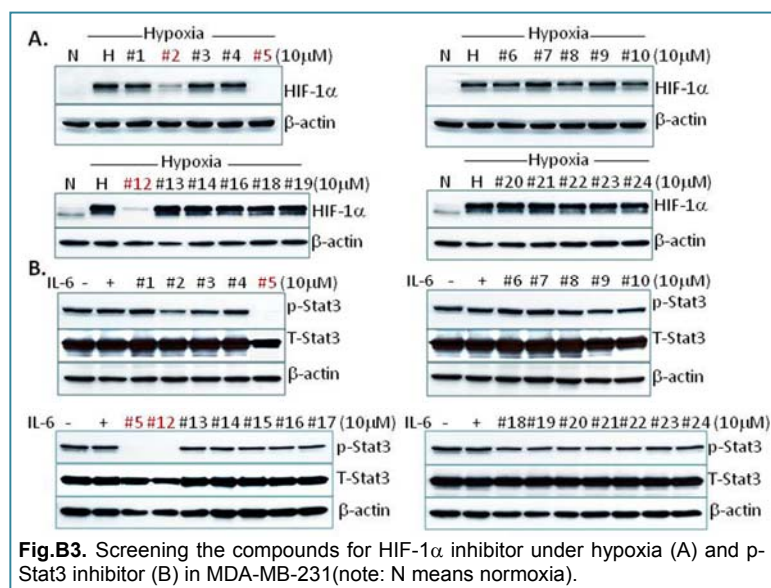 A.
Hypoxia
N H #1 #2 #3 #4 #5 (10μM)
HIF-1α
β-actin
Hypoxia
N H #6 #7 #8 #9 #10 (10μM)
HIF-1α
β-actin
Hypoxia
N H #12 #13 #14 #16 #18 #19 (10μM)
HIF-1α
β-actin
Hypoxia
N H #20 #21 #22 #23 #24 (10μM)
HIF-1α
β-actin
B.
IL-6 - + #1 #2 #3 #4 #5 (10μM)
p-Stat3
T-Stat3
β-actin
IL-6 - + #6 #7 #8 #9 #10 (10μM)
p-Stat3
T-Stat3
β-actin
IL-6 - + #5 #12 #13 #14 #15 #16 #17 (10μM)
p-Stat3
T-Stat3
β-actin
IL-6 - + #18 #19 #20 #21 #22 #23 #24 (10μM)
p-Stat3
T-Stat3
β-actin
Fig.B3. Screening the compounds for HIF-1α inhibitor under hypoxia (A) and p-
Stat3 inhibitor (B) in MDA-MB-231(note: N means normoxia).